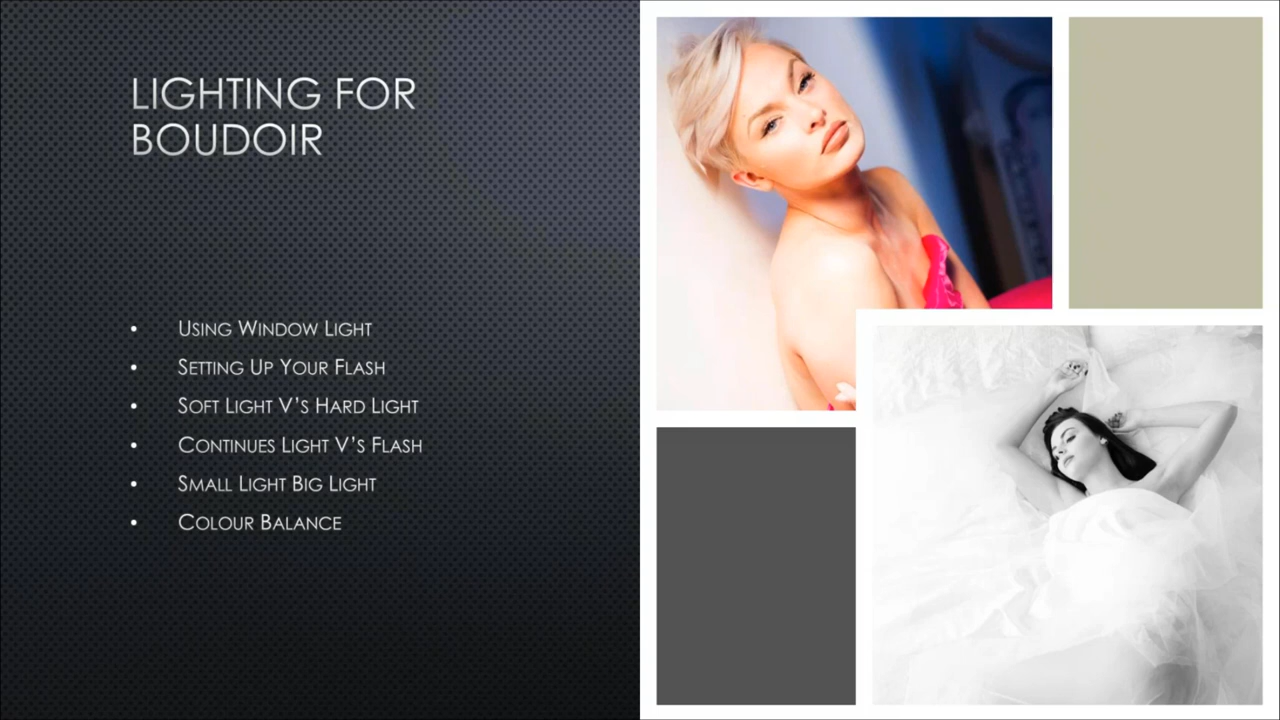 LIGHTING FOR
BOUDOIR
• USING WINDOW LIGHT
• SETTING UP YOUR FLASH
• SOFT LIGHT V'S HARD LIGHT
• CONTINUES LIGHT V'S FLASH
• SMALL LIGHT BIG LIGHT
• COLOUR BALANCE